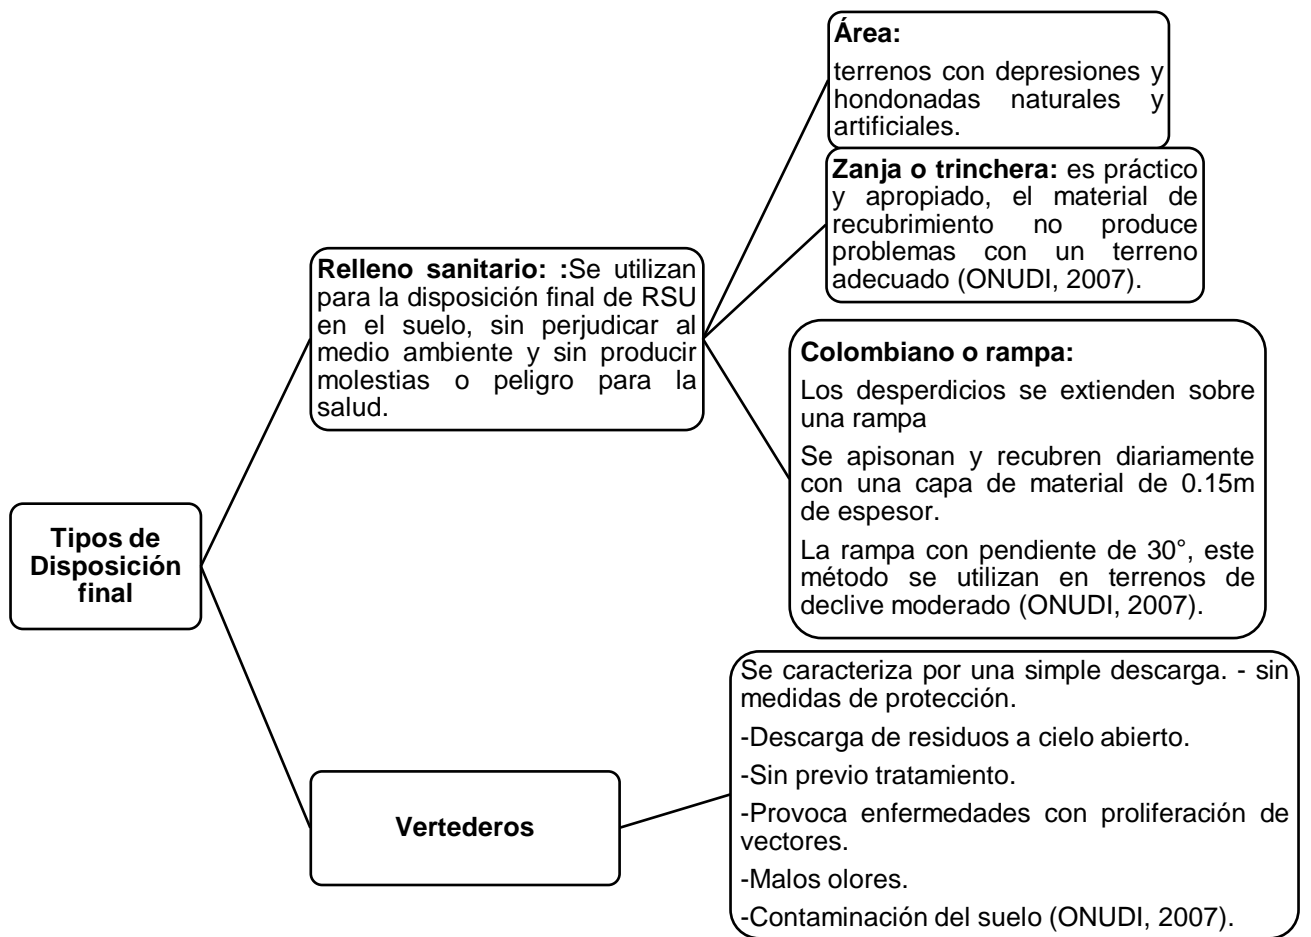 Tipos de
Disposición
final
Relleno sanitario: :Se utilizan
para la disposición final de RSU
en el suelo, sin perjudicar al
medio ambiente y sin producir
molestias o peligro para la
salud.
Área:
terrenos con depresiones y
hondonadas naturales y
artificiales.
Zanja o trinchera: es práctico
y apropiado, el material de
recubrimiento no produce
problemas con un terreno
adecuado (ONUDI, 2007).
Colombiano o rampa:
Los desperdicios se extienden sobre
una rampa
Se apisonan y recubren diariamente
con una capa de material de 0.15m
de espesor.
La rampa con pendiente de 30°, este
método se utilizan en terrenos de
declive moderado (ONUDI, 2007).
Vertederos
Se caracteriza por una simple descarga. - sin
medidas de protección.
-Descarga de residuos a cielo abierto.
-Sin previo tratamiento.
-Provoca enfermedades con proliferación de
vectores.
-Malos olores.
-Contaminación del suelo (ONUDI, 2007).